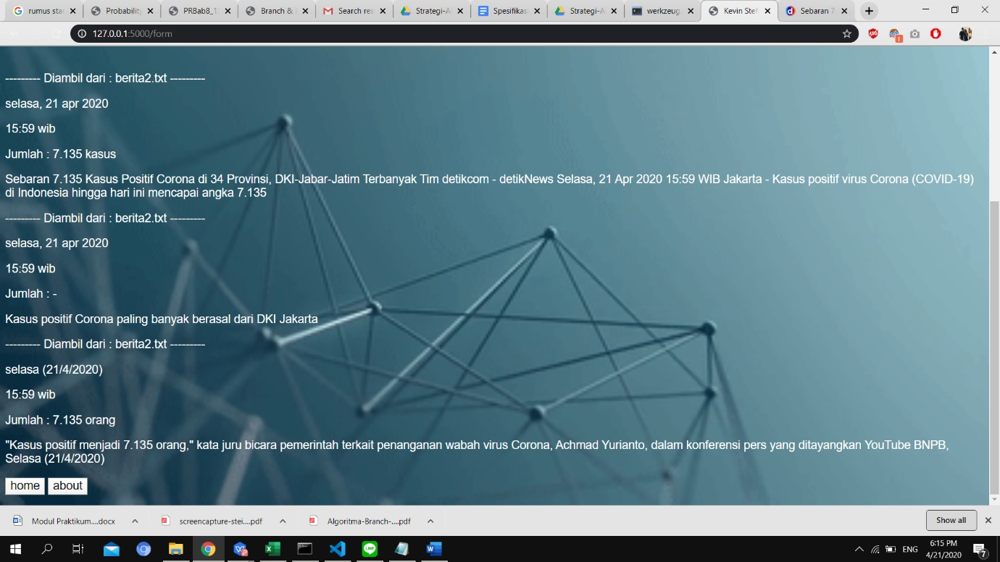 rumus star
Probability
PRBab8_1.
Branch &
Search res
Strategi-A
Spesifikas
Strategi-A
werkzeug.
Kevin Stef
Sebaran 7
127.0.0.1:5000/form
--------- Diambil dari : berita2.txt ---------
selasa, 21 apr 2020
15:59 wib
Jumlah : 7.135 kasus
Sebaran 7.135 Kasus Positif Corona di 34 Provinsi, DKI-Jabar-Jatim Terbanyak Tim detikcom - detikNews Selasa, 21 Apr 2020 15:59 WIB Jakarta - Kasus positif virus Corona (COVID-19)
di Indonesia hingga hari ini mencapai angka 7.135
--------- Diambil dari : berita2.txt ---------
selasa, 21 apr 2020
15:59 wib
Jumlah : -
Kasus positif Corona paling banyak berasal dari DKI Jakarta
--------- Diambil dari : berita2.txt ---------
selasa (21/4/2020)
15:59 wib
Jumlah : 7.135 orang
"Kasus positif menjadi 7.135 orang," kata juru bicara pemerintah terkait penanganan wabah virus Corona, Achmad Yurianto, dalam konferensi pers yang ditayangkan YouTube BNPB,
Selasa (21/4/2020)
home about
Modul Praktikum....docx
screencapture-stei....pdf
Algoritma-Branch-....pdf
Show all
ENG
6:15 PM
4/21/2020
7